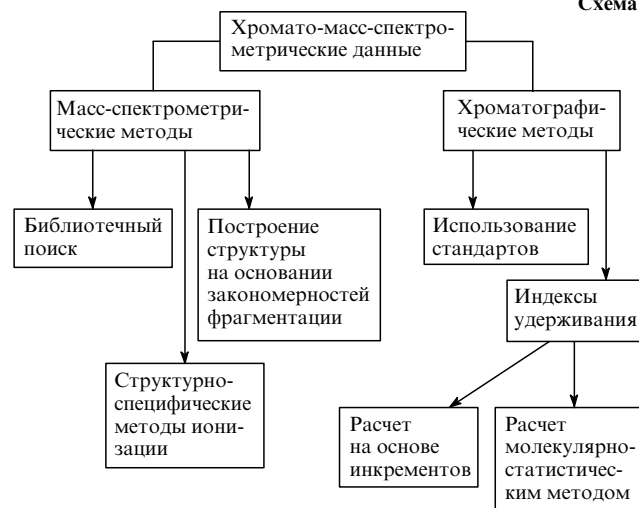 Схема
Хромато-масс-спектро-
метрические данные
Масс-спектрометри-
ческие методы
Хроматографи-
ческие методы
Библиотечный
поиск
Построение
структуры
на основании
закономерностей
фрагментации
Использование
стандартов
Индексы
удерживания
Структурно-
специфические
методы иони-
зации
Расчет
на основе
инкрементов
Расчет
молекулярно-
статистичес-
ким методом